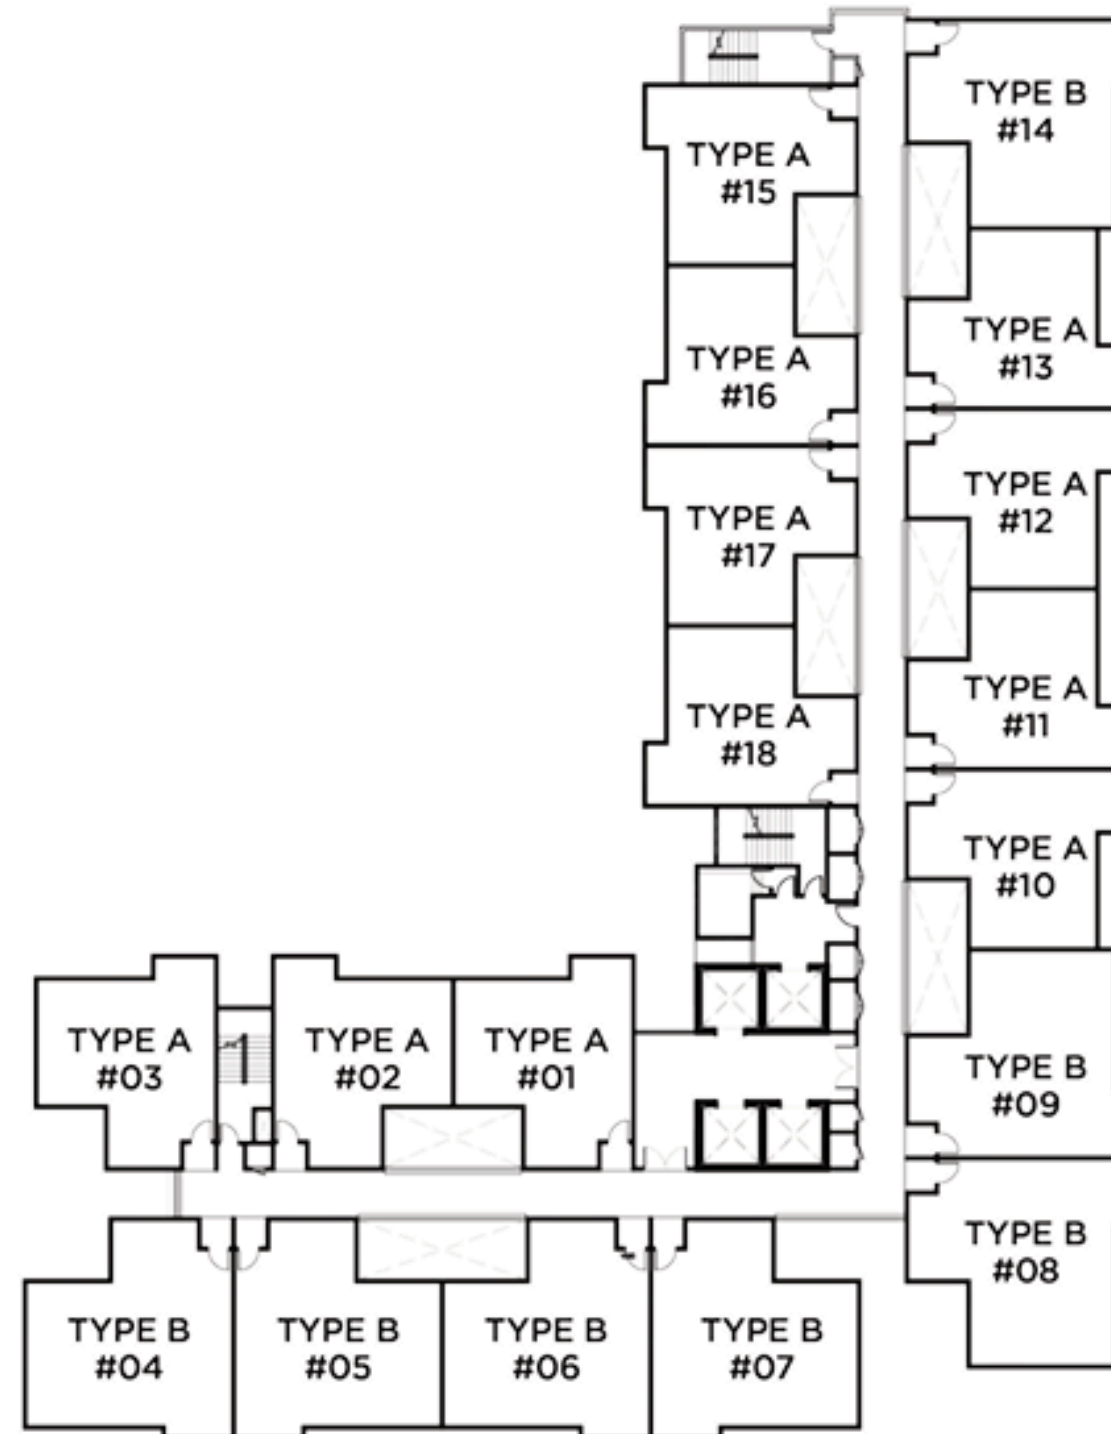 TYPE B
#14
TYPE A
#15
TYPE A
#13
TYPE A
#16
TYPE A
#12
TYPE A
#17
TYPE A
#11
TYPE A
#18
TYPE A
#10
TYPE A
#03
TYPE A
#02
TYPE A
#01
TYPE B
#09
TYPE B
#08
TYPE B
#04
TYPE B
#05
TYPE B
#06
TYPE B
#07